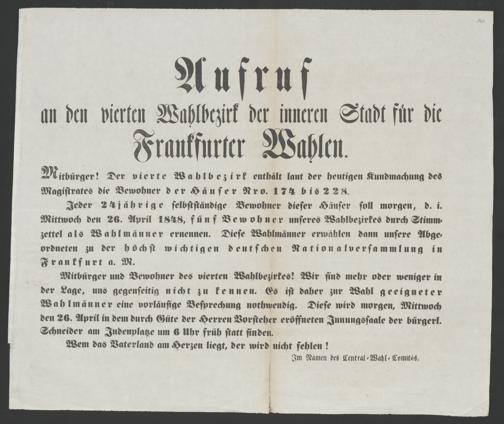 Aufruf
an den vierten Wahlbezirk der inneren Stadt für die
Frankfurter Wahlen.
Mitbürger! Der vierte Wahlbezirk enthält laut der heutigen Kundmachung des
Magistrates die Bewohner der Häuser Nro. 174 bis 228.
Jeder 24jährige selbstständige Bewohner dieser Häuser soll morgen, d. i.
Mittwoch den 26. April 1848, fünf Bewohner unseres Wahlbezirkes durch Stimm-
zettel als Wahlmänner ernennen. Diese Wahlmänner erwählen dann unsere Abge-
ordneten zu der höchst wichtigen deutschen Nationalversammlung in
Frankfurt a. M.
Mitbürger und Bewohner des vierten Wahlbezirkes! Wir sind mehr oder weniger in
der Lage, uns gegenseitig nicht zu kennen. Es ist daher zur Wahl geeigneter
Wahlmänner eine vorläufige Besprechung nothwendig. Diese wird morgen, Mittwoch
den 26. April in dem durch Güte der Herren Vorsteher eröffneten Innungssaale der bürgerl.
Schneider am Judenplatze um 6 Uhr früh statt finden.
Wem das Vaterland am Herzen liegt, der wird nicht fehlen!
Im Namen des Central-Wahl-Comités.